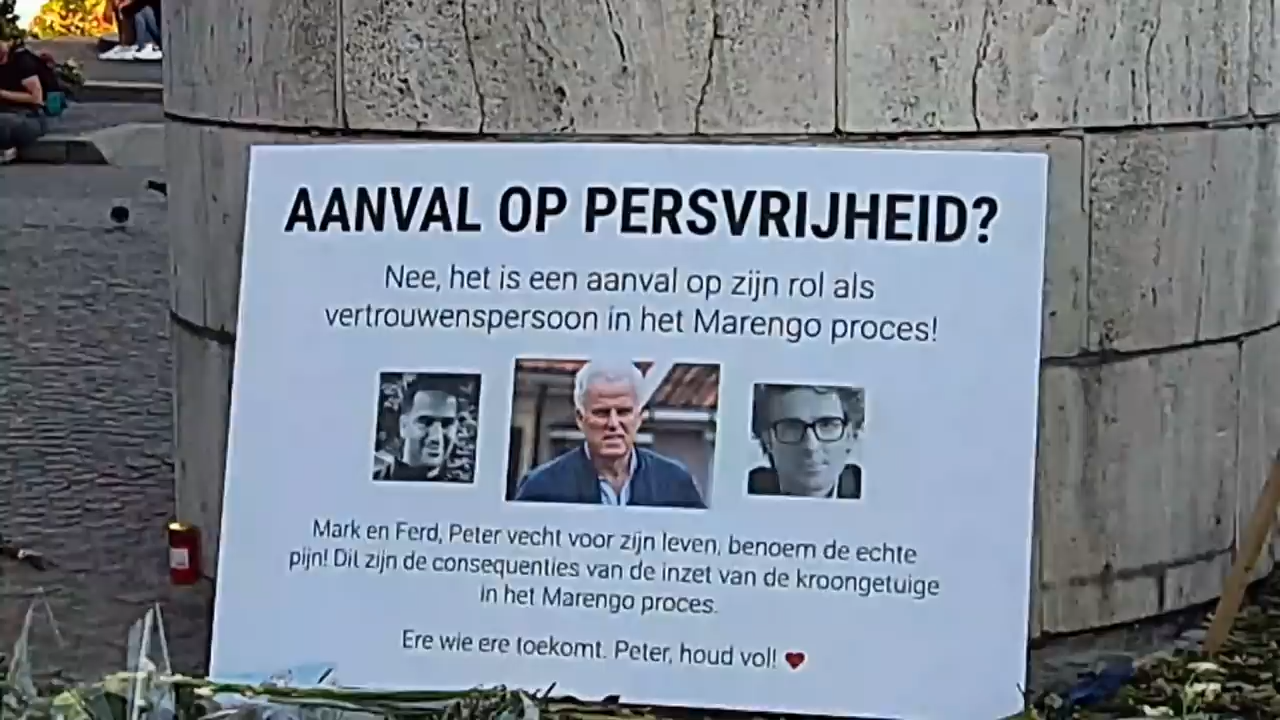 AANVAL OP PERSVRIJHEID?
Nee, het is een aanval op zijn rol als
vertrouwenspersoon in het Marengo proces!
Mark en Ferd, Peter vecht voor zijn leven, benoem de echte
pijn! Dit zijn de consequenties van de inzet van de kroongetuige
in het Marengo proces.
Ere wie ere toekomt. Peter, houd vol! ❤